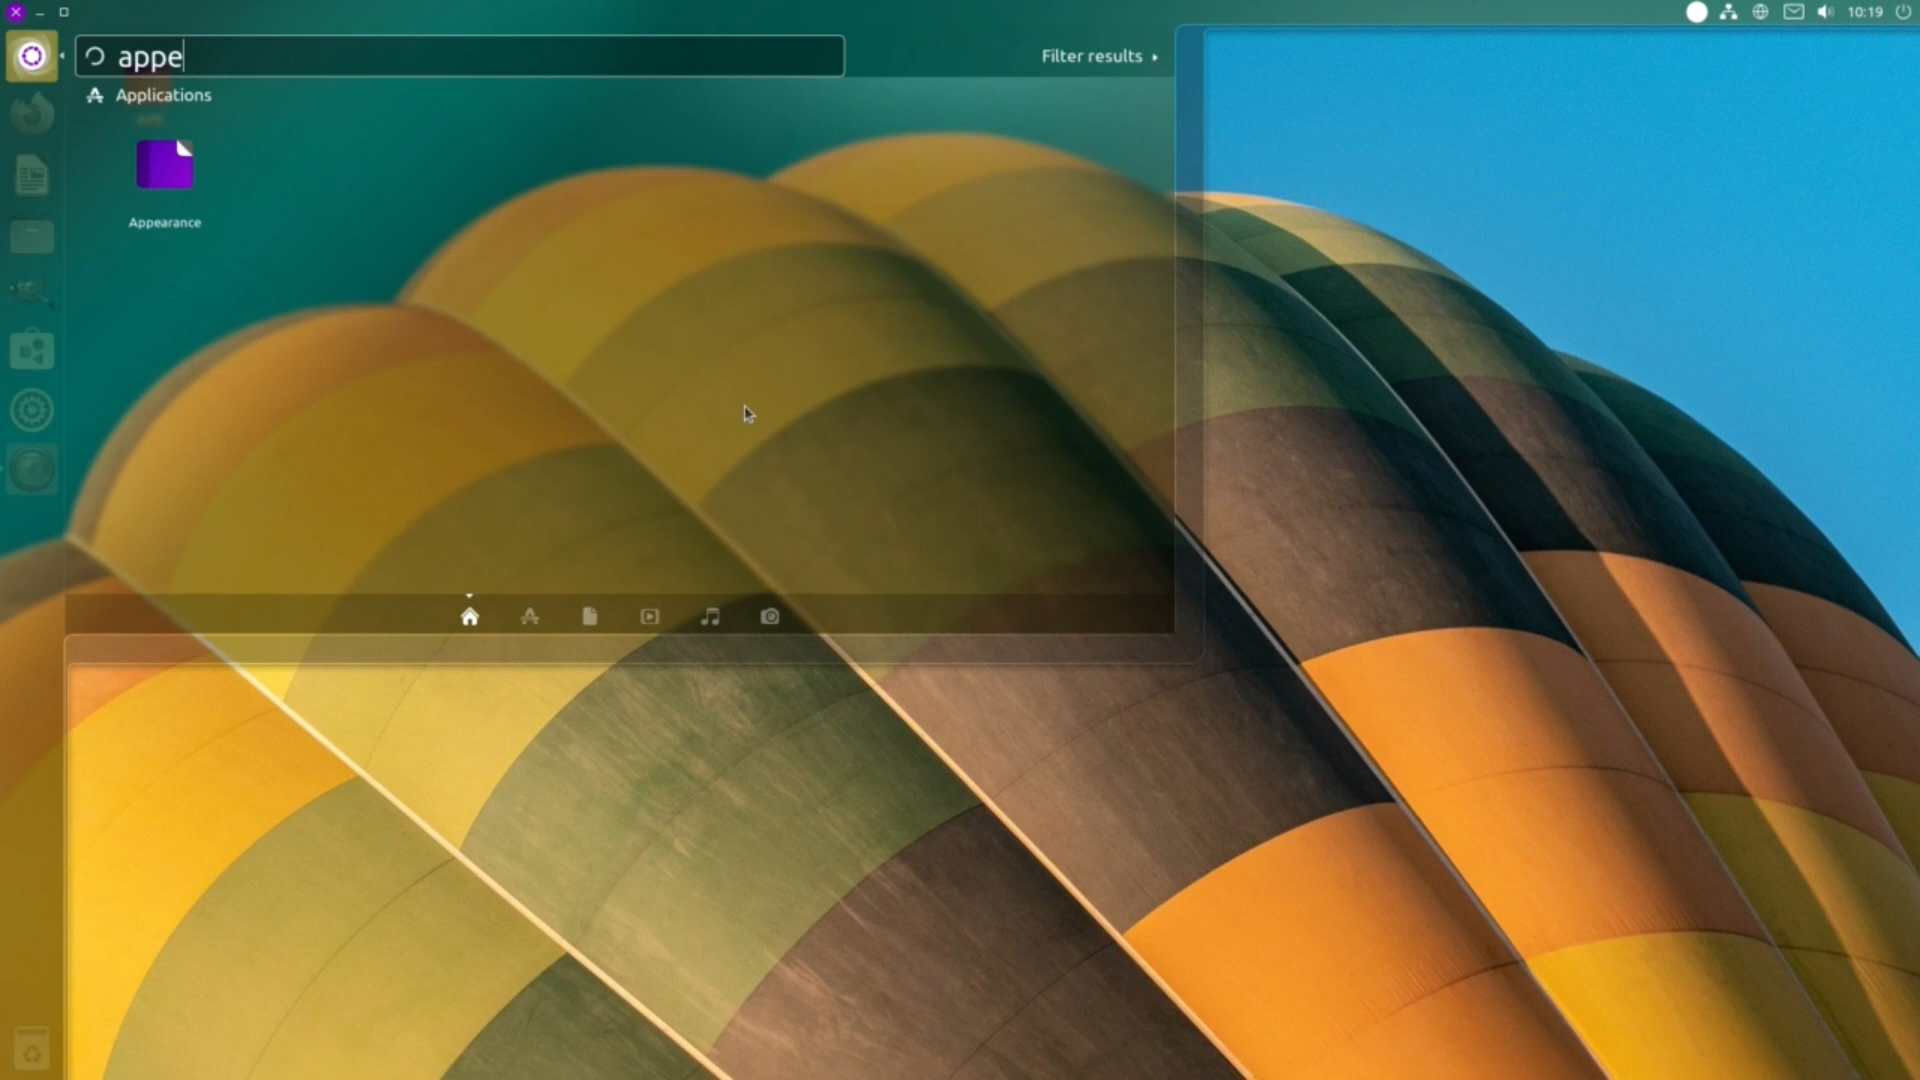 10:19
appe
Filter results
Applications
Appearance